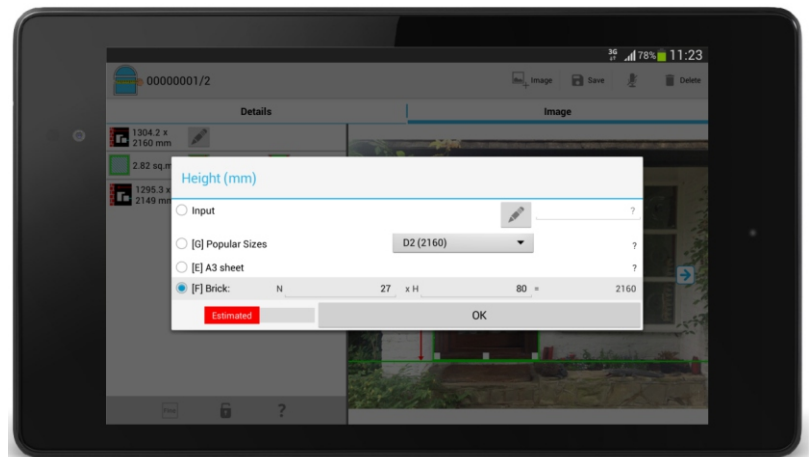 3G 78% 11:23
00000001/2 Image Save Delete
Details Image
1304.2 x
2160 mm
2.82 sq.m
1295.3 x
2149 mm
Height (mm)
Input ?
[G] Popular Sizes D2 (2160) ?
[E] A3 sheet ?
[F] Brick: N 27 x H 80 = 2160
Estimated OK
?